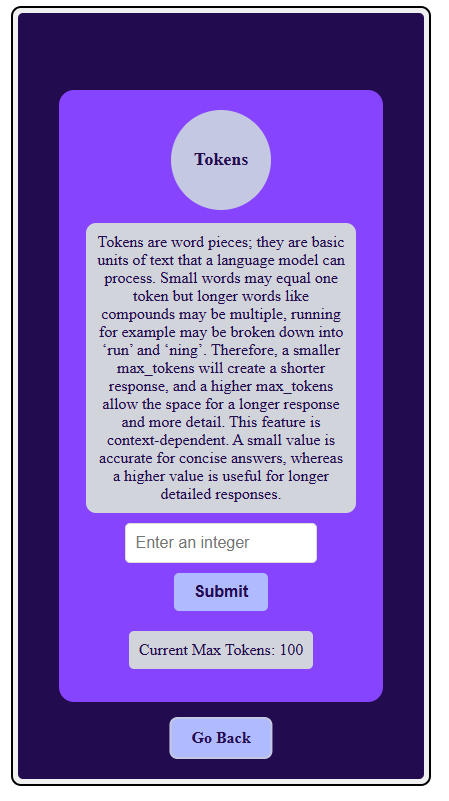 Tokens
Tokens are word pieces; they are basic
units of text that a language model can
process. Small words may equal one
token but longer words like
compounds may be multiple, running
for example may be broken down into
‘run’ and ‘ning’. Therefore, a smaller
max_tokens will create a shorter
response, and a higher max_tokens
allow the space for a longer response
and more detail. This feature is
context-dependent. A small value is
accurate for concise answers, whereas
a higher value is useful for longer
detailed responses.
Enter an integer
Submit
Current Max Tokens: 100
Go Back